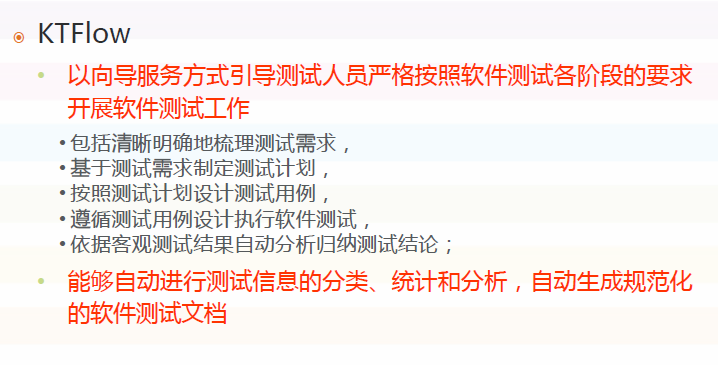 KTFlow
以向导服务方式引导测试人员严格按照软件测试各阶段的要求
开展软件测试工作
•包括清晰明确地梳理测试需求，
•基于测试需求制定测试计划，
•按照测试计划设计测试用例，
•遵循测试用例设计执行软件测试，
•依据客观测试结果自动分析归纳测试结论；
能够自动进行测试信息的分类、统计和分析，自动生成规范化
的软件测试文档